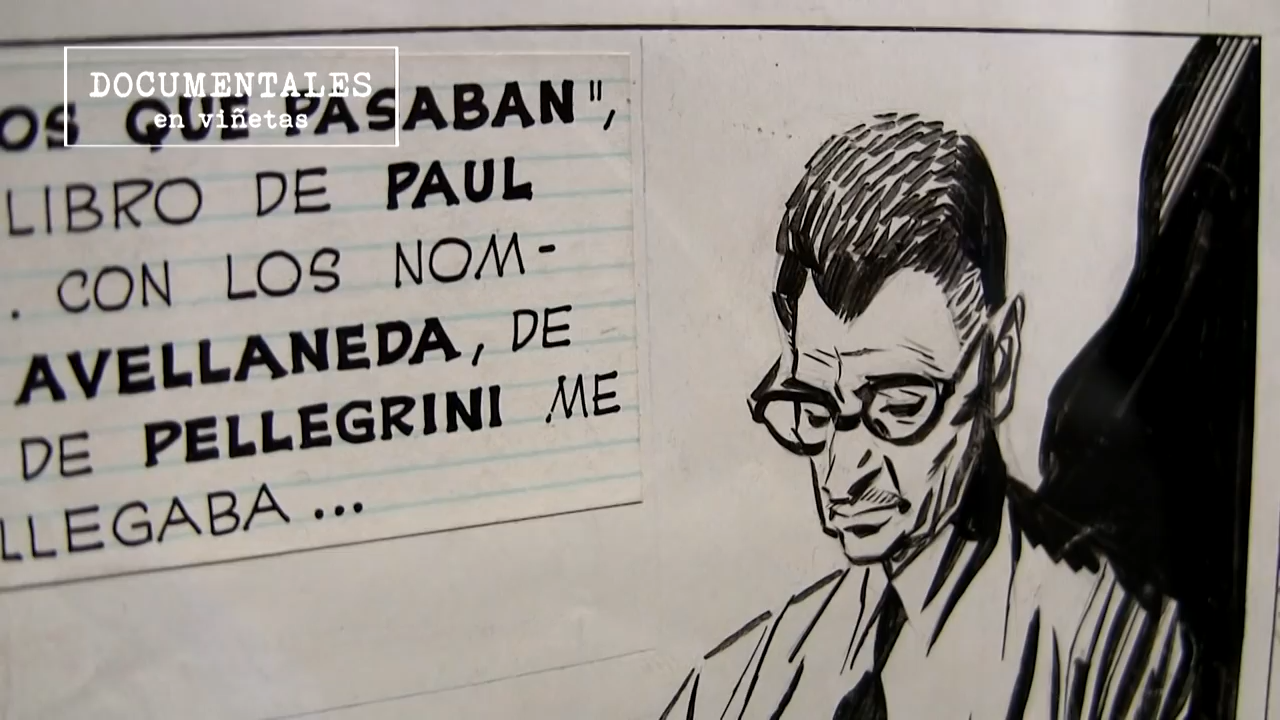 DOCUMENTALES
en viñetas
OS QUE PASABAN",
LIBRO DE PAUL
. CON LOS NOM-
AVELLANEDA, DE
DE PELLEGRINI ME
LLEGABA...